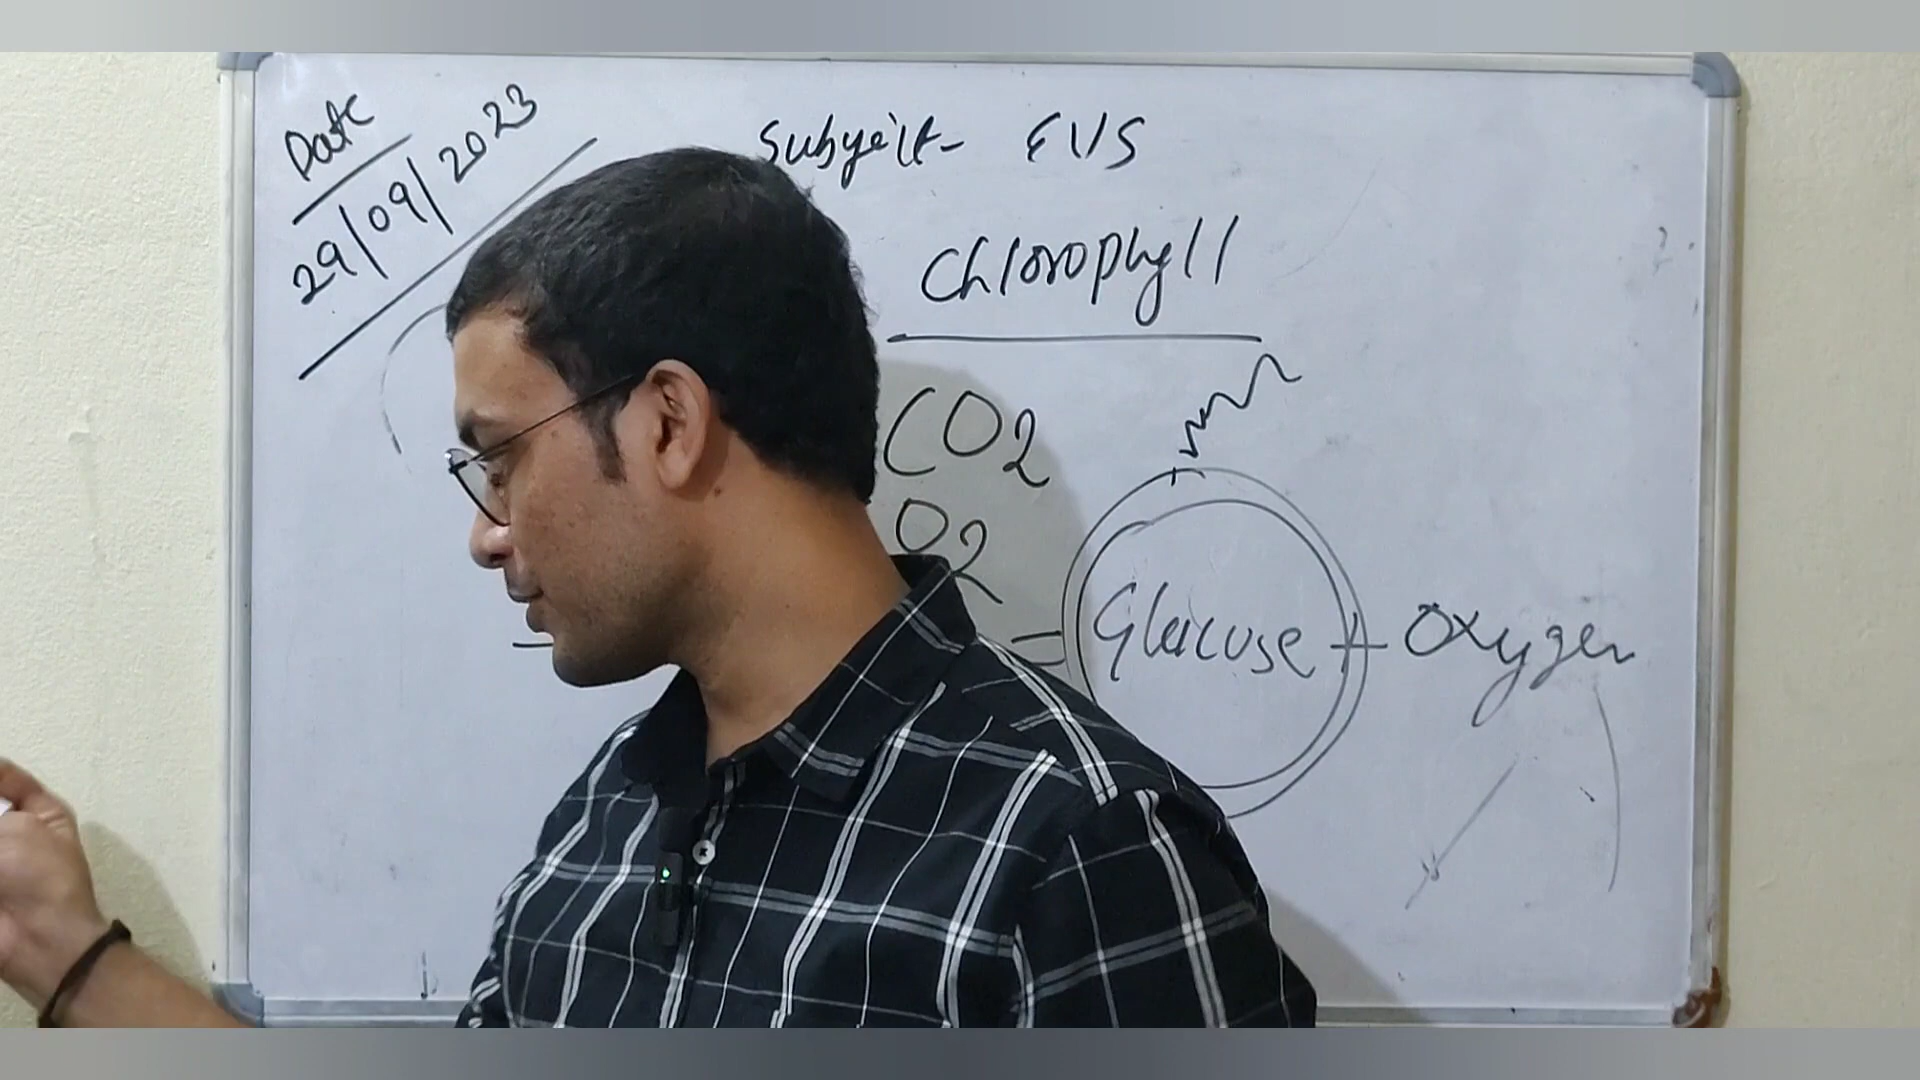 Date
29/09/2023
Subject- EVS
Chlorophyll
CO2
O2
= Glucose + Oxygen